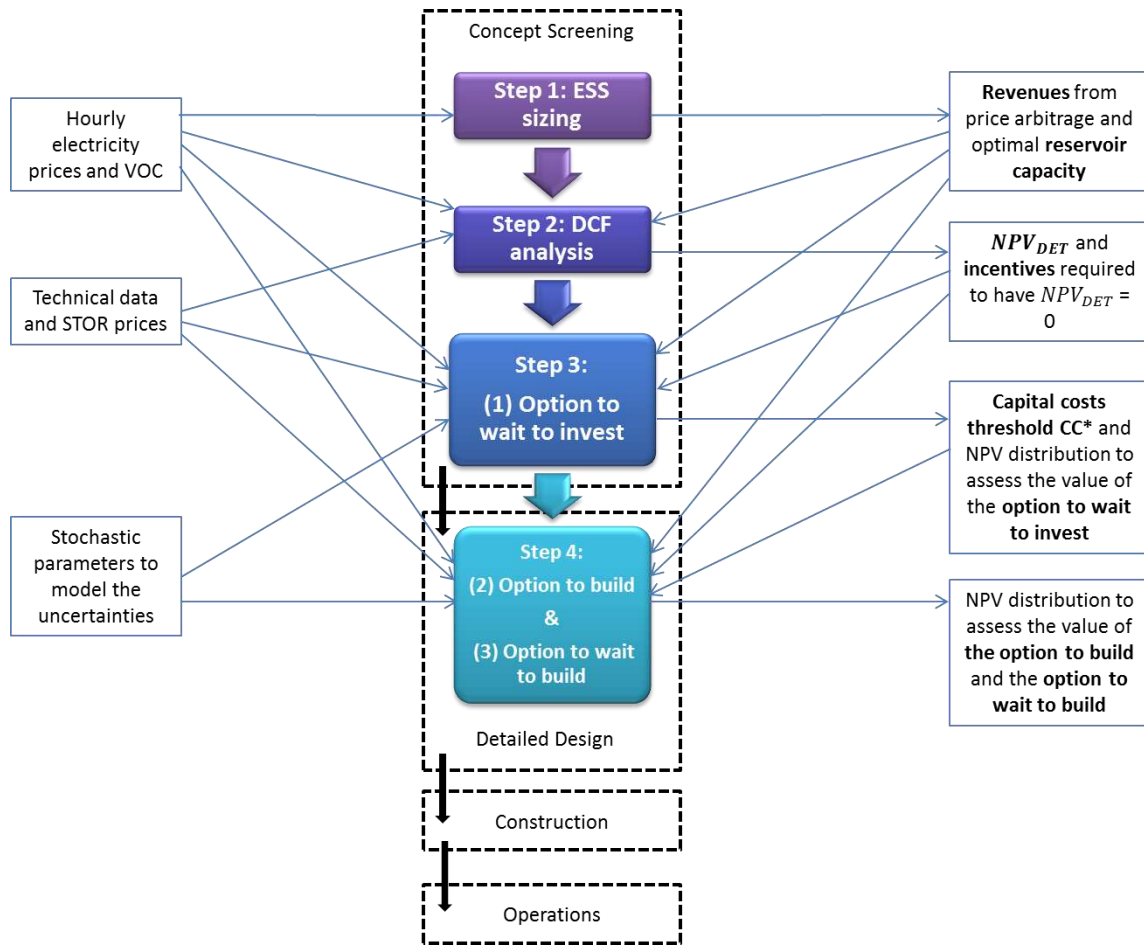 Concept Screening
Step 1: ESS
sizing
Step 2: DCF
analysis
Step 3:
(1) Option to
wait to invest
Step 4:
(2) Option to build
&
(3) Option to wait
to build
Detailed Design
Construction
Operations
Hourly
electricity
prices and VOC
Technical data
and STOR prices
Stochastic
parameters to
model the
uncertainties
Revenues from
price arbitrage and
optimal reservoir
capacity
NPV_DET and
incentives required
to have NPV_DET =
0
Capital costs
threshold CC* and
NPV distribution to
assess the value of
the option to wait
to invest
NPV distribution to
assess the value of
the option to build
and the option to
wait to build